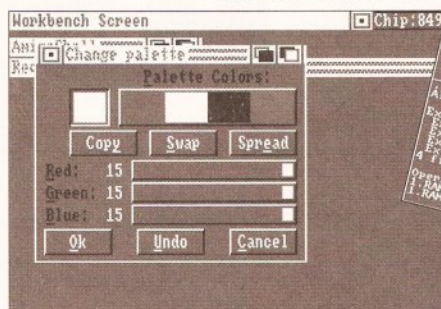 Workbench Screen Chip:849
Change palette
Palette Colors:
Copy Swap Spread
Red: 15
Green: 15
Blue: 15
Ok Undo Cancel